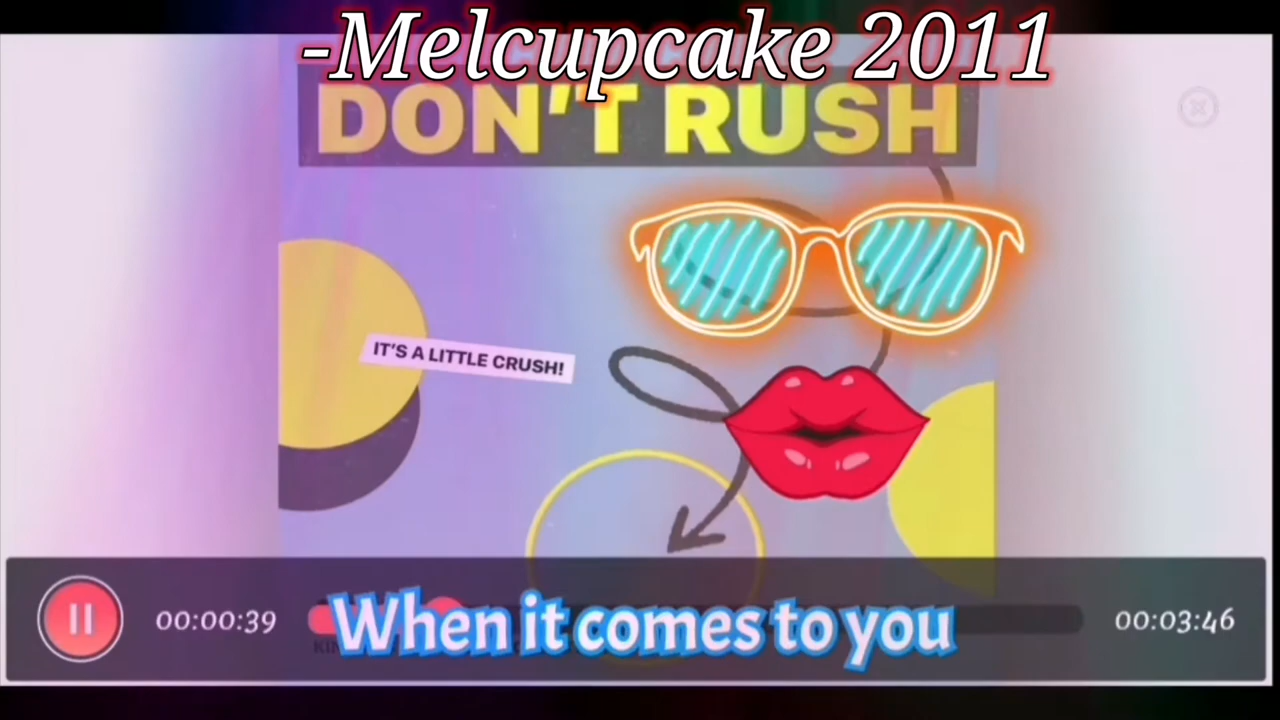 -Melcupcake 2011
DON'T RUSH
IT'S A LITTLE CRUSH!
00:00:39
When it comes to you
00:03:46